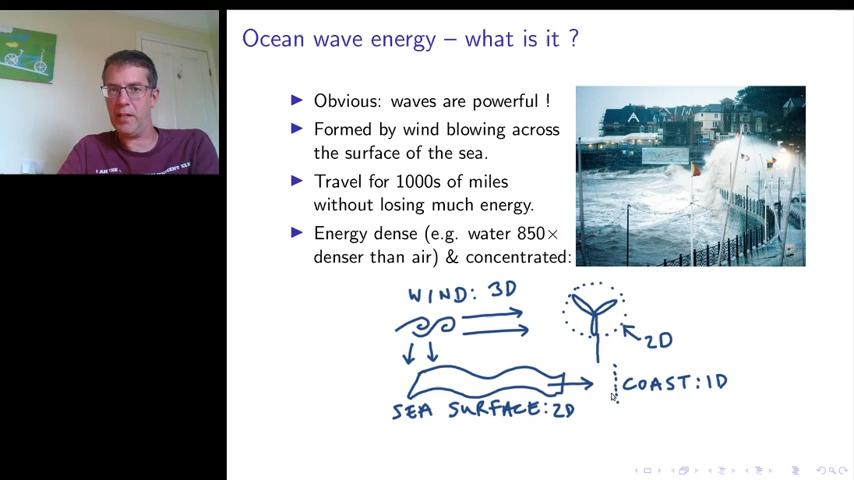 Ocean wave energy – what is it ?
Obvious: waves are powerful !
Formed by wind blowing across
the surface of the sea.
Travel for 1000s of miles
without losing much energy.
Energy dense (e.g. water 850×
denser than air) & concentrated:
WIND: 3D
2D
COAST: 1D
SEA SURFACE: 2D
I AM THE